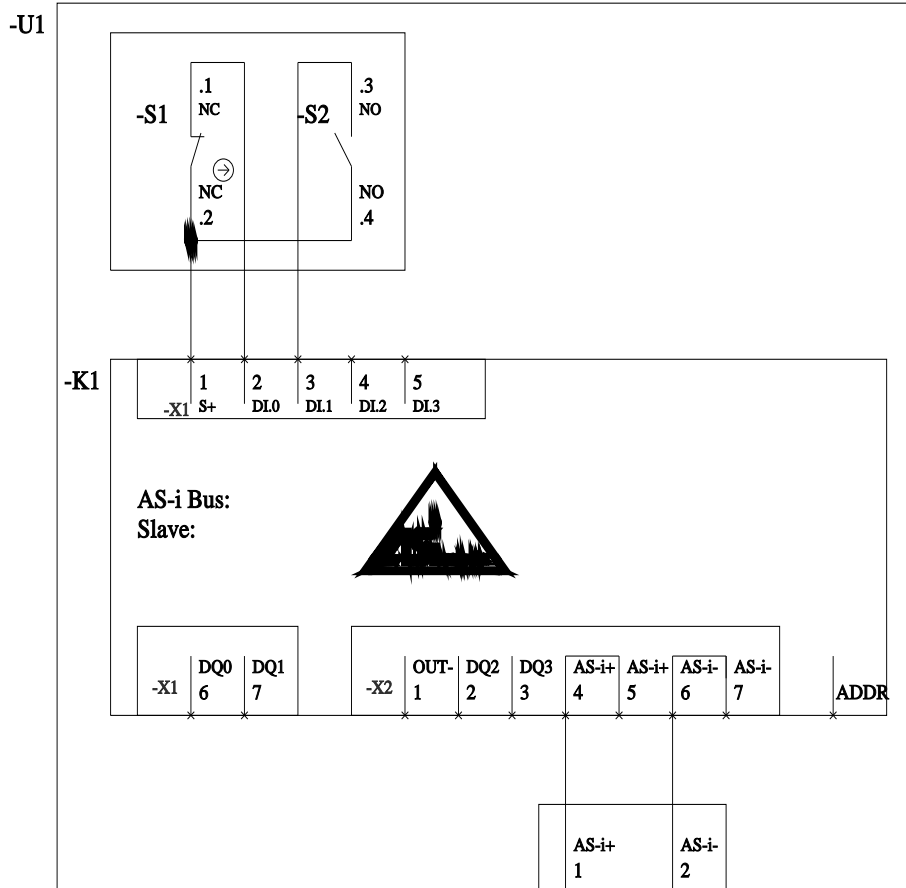 -U1
.1
NC
-S1
NC
.2
.3
NO
-S2
NO
.4
-K1
1 2 3 4 5
-X1 S+ DI.0 DI.1 DI.2 DI.3
AS-i Bus:
Slave:
DQ0 DQ1
-X1 6 7
OUT- DQ2 DQ3 AS-i+ AS-i+ AS-i- AS-i-
-X2 1 2 3 4 5 6 7
ADDR
AS-i+ AS-i-
1 2